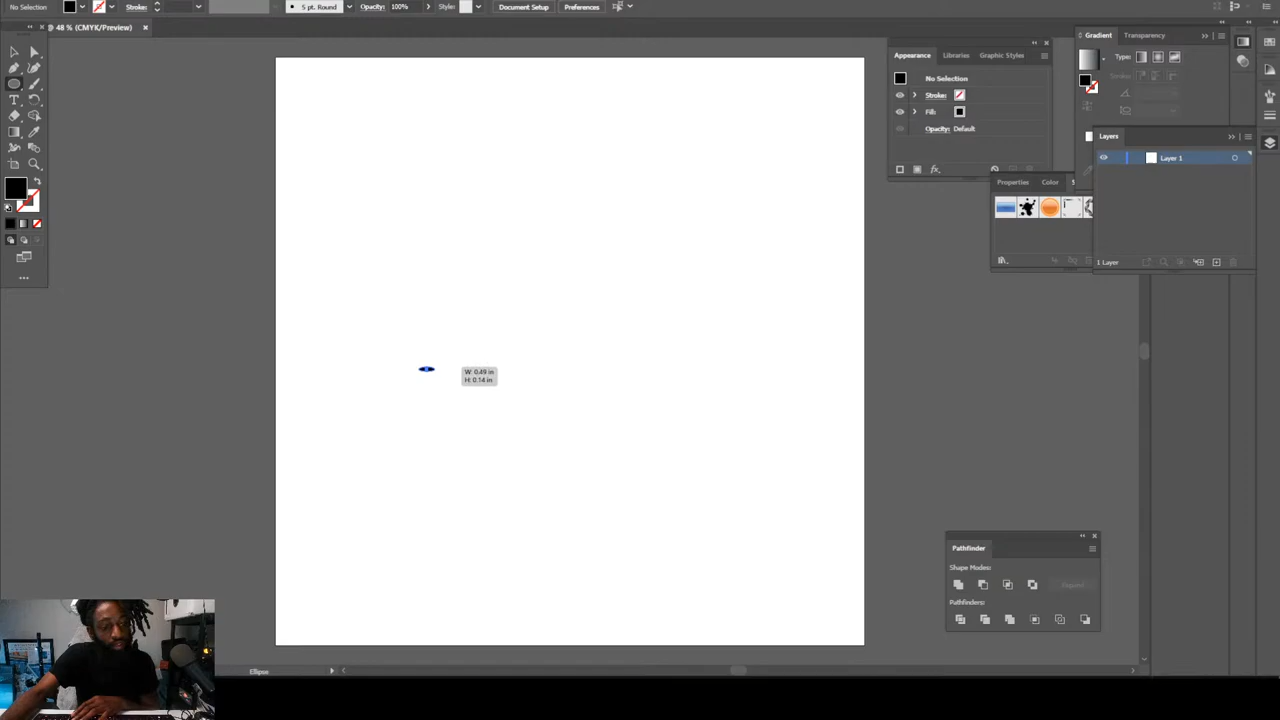 No Selection
Stroke:
5 pt. Round
Opacity: 100%
Style:
Document Setup
Preferences
48 % (CMYK/Preview)
Appearance
Libraries
Graphic Styles
No Selection
Stroke:
Fill:
Opacity: Default
Gradient
Transparency
Type:
Layers
Layer 1
1 Layer
Properties
Color
W: 0.49 in
H: 0.14 in
Pathfinder
Shape Modes:
Expand
Pathfinders:
Ellipse